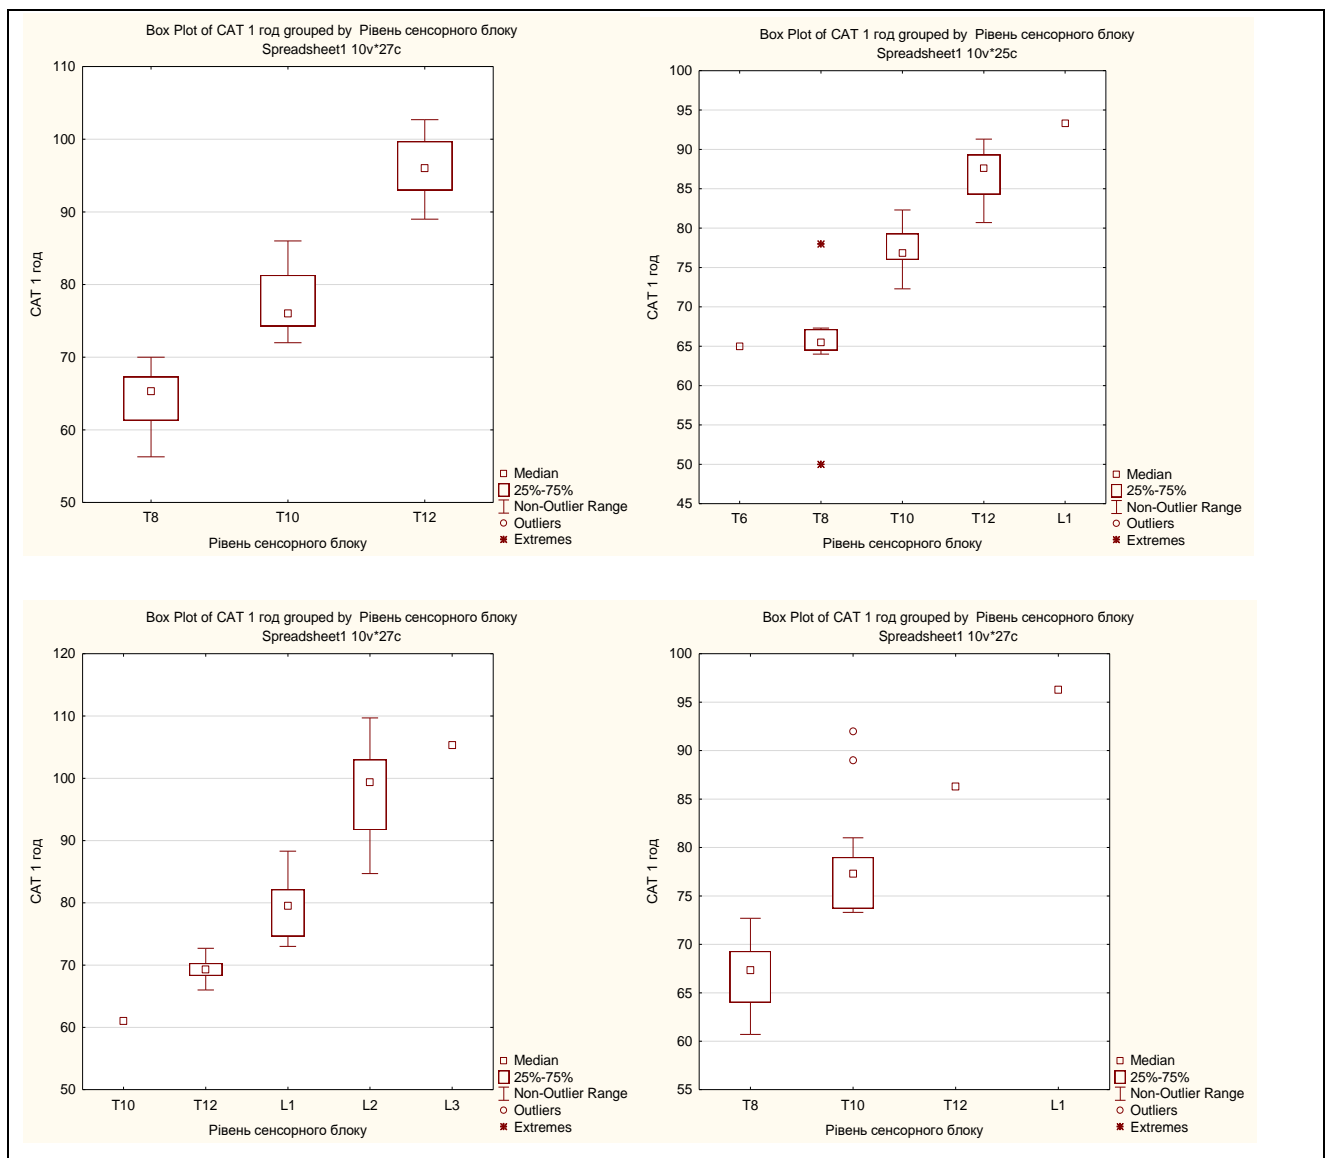 Box Plot of CAT 1 год grouped by  Рівень сенсорного блоку
Spreadsheet1 10v*27c
110
100
90
80
70
60
50
CAT 1 год
T8
T10
T12
Рівень сенсорного блоку
Median
25%-75%
Non-Outlier Range
Outliers
Extremes
Box Plot of CAT 1 год grouped by  Рівень сенсорного блоку
Spreadsheet1 10v*25c
100
95
90
85
80
75
70
65
60
55
50
45
CAT 1 год
T6
T8
T10
T12
L1
Рівень сенсорного блоку
Median
25%-75%
Non-Outlier Range
Outliers
Extremes
Box Plot of CAT 1 год grouped by  Рівень сенсорного блоку
Spreadsheet1 10v*27c
120
110
100
90
80
70
60
50
CAT 1 год
T10
T12
L1
L2
L3
Рівень сенсорного блоку
Median
25%-75%
Non-Outlier Range
Outliers
Extremes
Box Plot of CAT 1 год grouped by  Рівень сенсорного блоку
Spreadsheet1 10v*27c
100
95
90
85
80
75
70
65
60
55
CAT 1 год
T8
T10
T12
L1
Рівень сенсорного блоку
Median
25%-75%
Non-Outlier Range
Outliers
Extremes